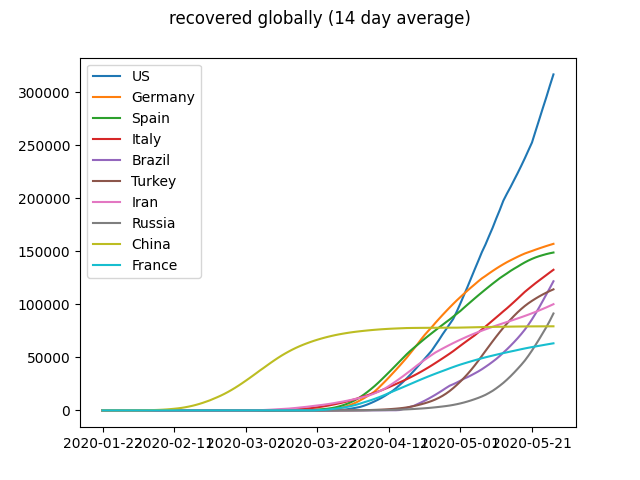 recovered globally (14 day average)
US
Germany
Spain
Italy
Brazil
Turkey
Iran
Russia
China
France
300000
250000
200000
150000
100000
50000
0
2020-01-22 2020-02-11 2020-03-02 2020-03-22 2020-04-11 2020-05-01 2020-05-21